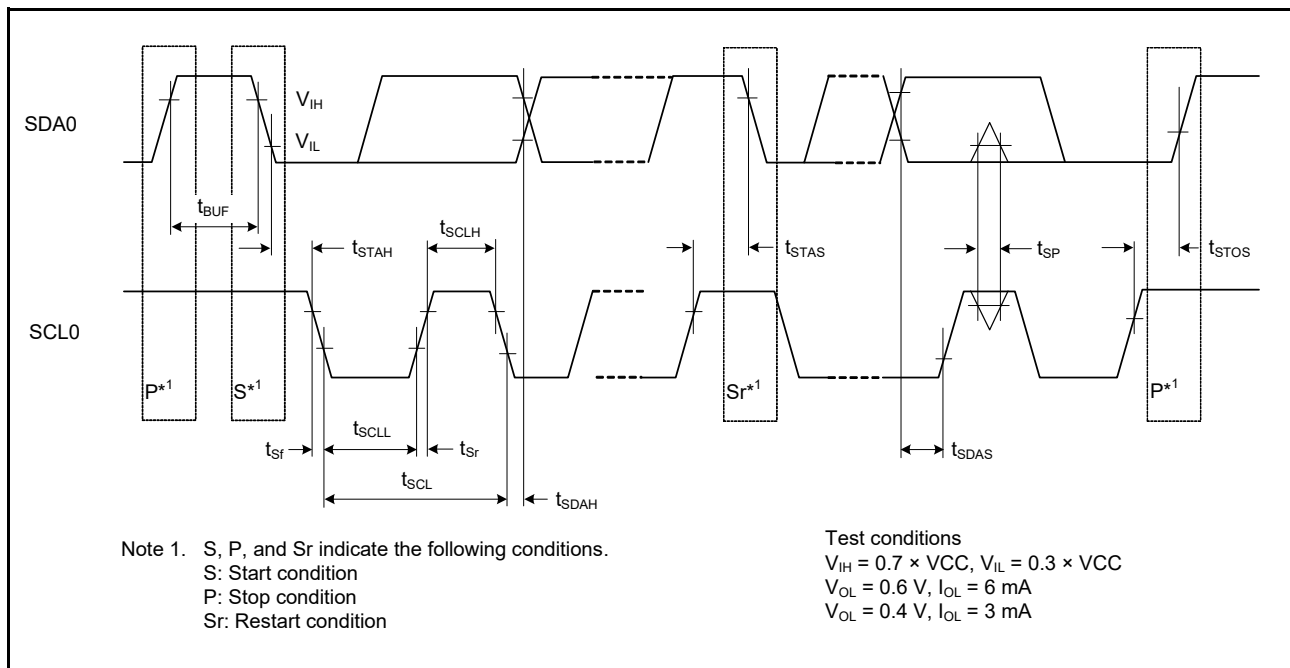 SDA0
V_IH
V_IL
t_BUF
t_STAH
t_SCLH
t_STAS
t_SP
t_STOS
SCL0
P*1
S*1
Sr*1
P*1
t_Sf
t_SCLL
t_Sr
t_SCL
t_SDAH
t_SDAS
Note 1. S, P, and Sr indicate the following conditions.
S: Start condition
P: Stop condition
Sr: Restart condition
Test conditions
V_IH = 0.7 × VCC, V_IL = 0.3 × VCC
V_OL = 0.6 V, I_OL = 6 mA
V_OL = 0.4 V, I_OL = 3 mA